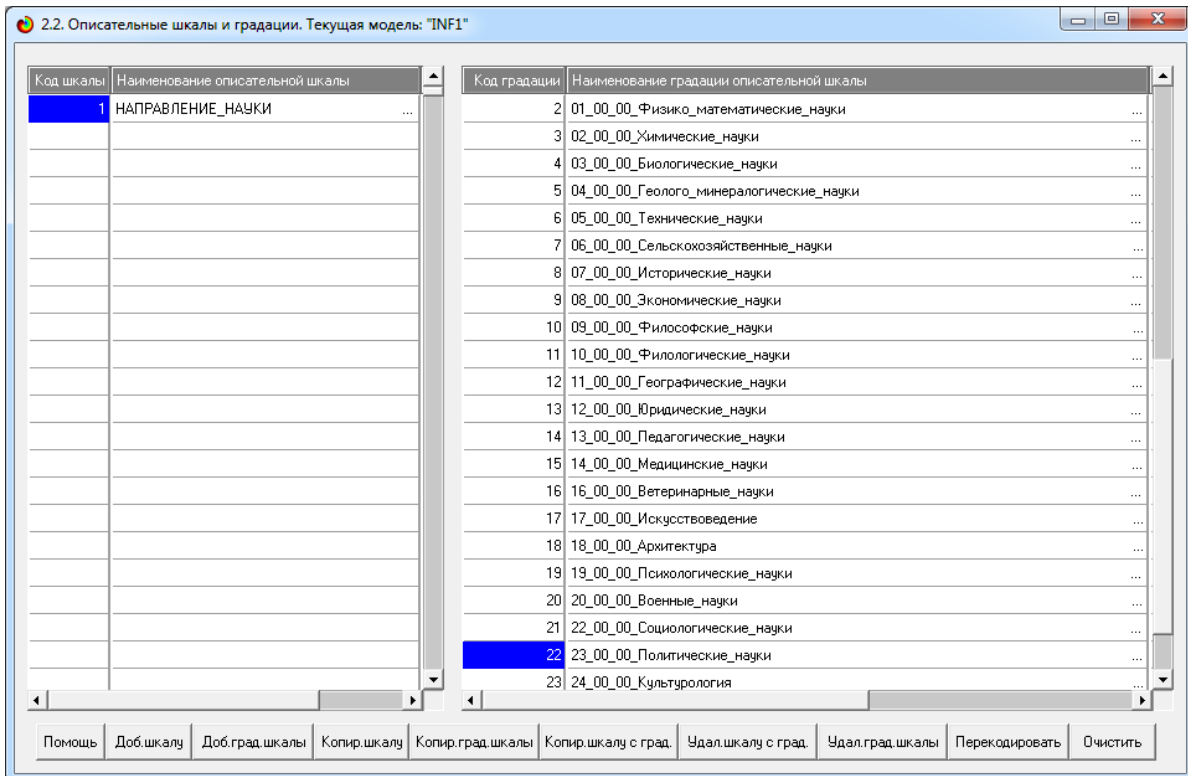 2.2. Описательные шкалы и градации. Текущая модель: "INF1"
Код шкалы Наименование описательной шкалы
1 НАПРАВЛЕНИЕ_НАУКИ ...
Код градации Наименование градации описательной шкалы
2 01_00_00_Физико_математические_науки ...
3 02_00_00_Химические_науки ...
4 03_00_00_Биологические_науки ...
5 04_00_00_Геолого_минералогические_науки ...
6 05_00_00_Технические_науки ...
7 06_00_00_Сельскохозяйственные_науки ...
8 07_00_00_Исторические_науки ...
9 08_00_00_Экономические_науки ...
10 09_00_00_Философские_науки ...
11 10_00_00_Филологические_науки ...
12 11_00_00_Географические_науки ...
13 12_00_00_Юридические_науки ...
14 13_00_00_Педагогические_науки ...
15 14_00_00_Медицинские_науки ...
16 16_00_00_Ветеринарные_науки ...
17 17_00_00_Искусствоведение ...
18 18_00_00_Архитектура ...
19 19_00_00_Психологические_науки ...
20 20_00_00_Военные_науки ...
21 22_00_00_Социологические_науки ...
22 23_00_00_Политические_науки ...
23 24_00_00_Культурология ...
Помощь Доб.шкалу Доб.град.шкалы Копир.шкалу Копир.град.шкалы Копир.шкалу с град. Удал.шкалу с град. Удал.град.шкалы Перекодировать Очистить